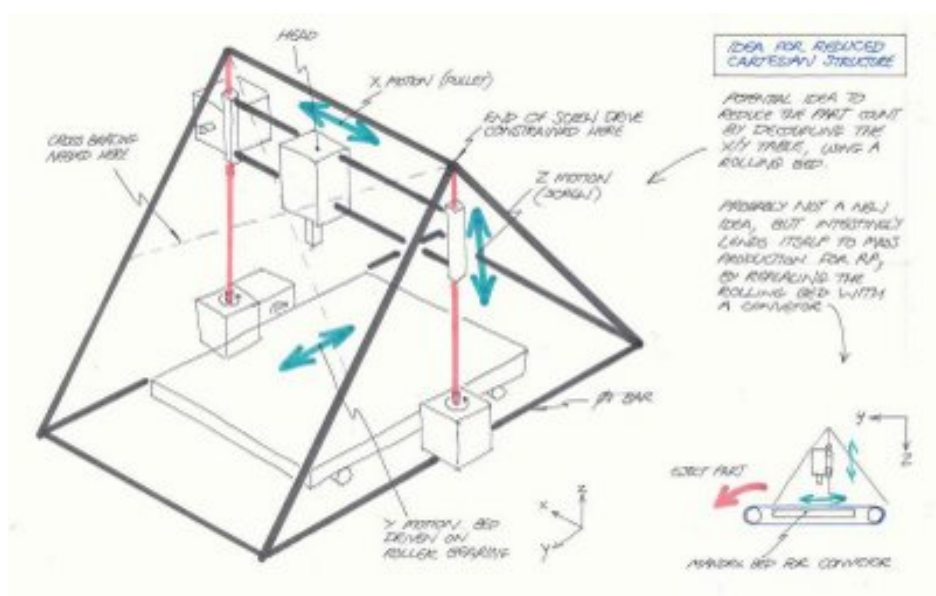 HEAD
X MOTION (PULLEY)
END OF SCREW DRIVE
CONSTRAINED HERE
CROSS BRACING
NEEDED HERE
Z MOTION
(SCREW)
IDEA FOR REDUCED
CARTESIAN STRUCTURE
POTENTIAL IDEA TO
REDUCE THE PART COUNT
BY DECOUPLING THE
X/Y TABLE, USING A
ROLLING BED.
PROBABLY NOT A NEW
IDEA, BUT INTERESTINGLY
LENDS ITSELF TO MASS
PRODUCTION FOR RP,
BY REPLACING THE
ROLLING BED WITH
A CONVEYOR
BAR
Y MOTION. BED
DRIVEN ON
ROLLER BEARING
X
Y
Z
Y
Z
EJECT PART
BED FOR CONVEYOR